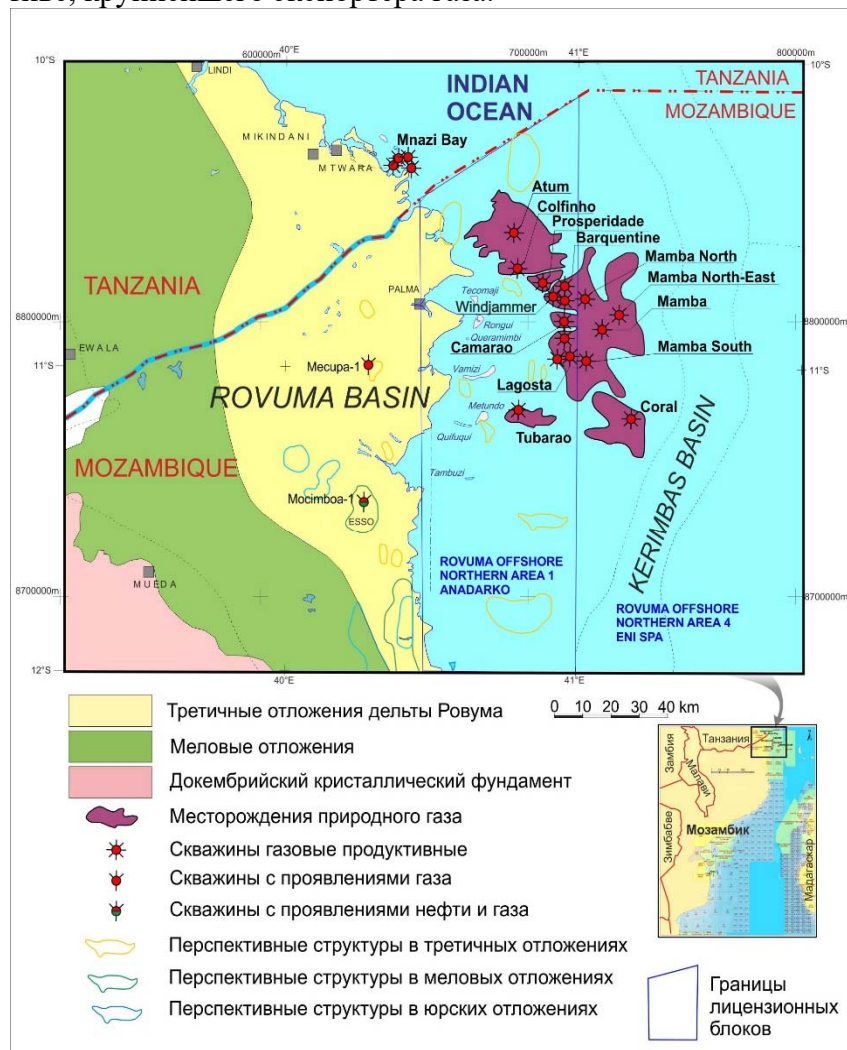 600000m
40°E
700000m
41°E
800000m
10°S
10°S
LINDI
INDIAN
OCEAN
TANZANIA
MOZAMBIQUE
MIKINDANI
MTWARA
Mnazi Bay
Atum
Colfinho
Prosperidade
Barquentine
Mamba North
Mamba North-East
Mamba
TANZANIA
PALMA
Tecomaji
Windjammer
Rongui
Queramimbi
8800000m
8800000m
EWALA
Camarao
Mamba South
11°S
11°S
Mecupa-1
Vamizi
ROVUMA BASIN
Lagosta
Metundo
Coral
Tubarao
Quifuqui
MOZAMBIQUE
Tambuzi
Mocimboa-1
ESSO
KERIMBAS BASIN
MUEDA
ROVUMA OFFSHORE
NORTHERN AREA 1
ANADARKO
8700000m
8700000m
ROVUMA OFFSHORE
NORTHERN AREA 4
ENI SPA
12°S
40°E
41°E
Третичные отложения дельты Ровума
0 10 20 30 40 km
Меловые отложения
Докембрийский кристаллический фундамент
Месторождения природного газа
Скважины газовые продуктивные
Скважины с проявлениями газа
Скважины с проявлениями нефти и газа
Перспективные структуры в третичных отложениях
Перспективные структуры в меловых отложениях
Перспективные структуры в юрских отложениях
Замбия
Танзания
Малави
Мозамбик
Зимбабве
Мадагаскар
Границы
лицензионных
блоков